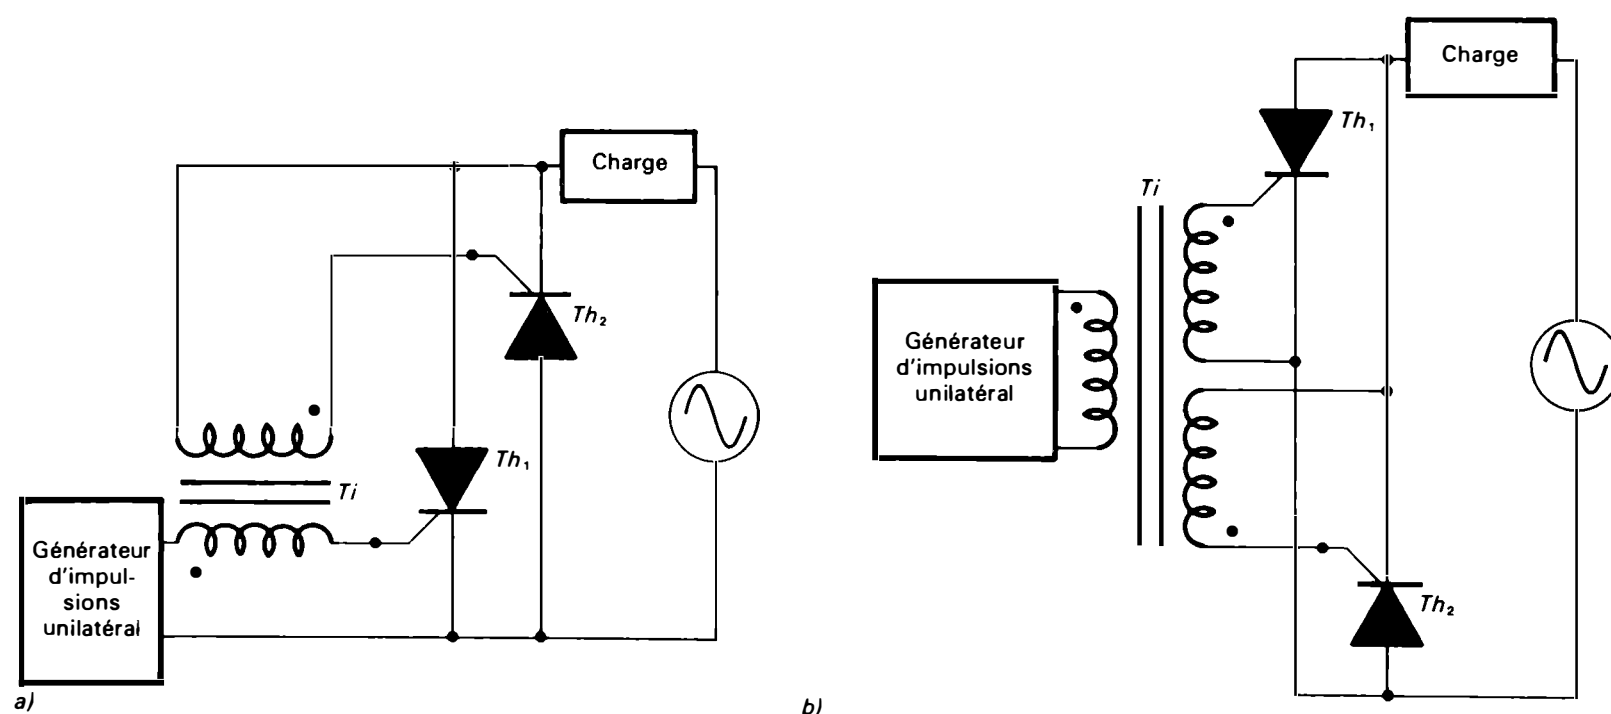 Charge
Th₂
Th₁
Ti
Générateur
d'impul-
sions
unilatéral
a)
Charge
Th₁
Ti
Générateur
d'impulsions
unilatéral
Th₂
b)